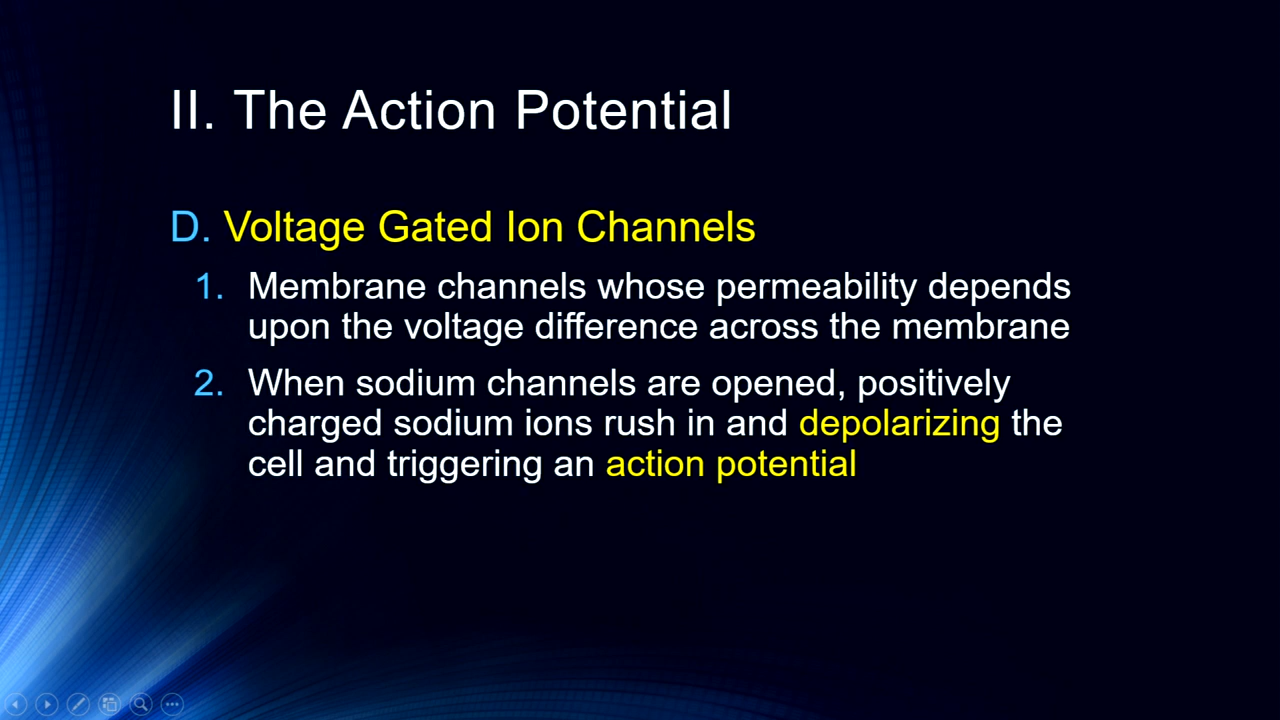 II. The Action Potential
D. Voltage Gated Ion Channels
1. Membrane channels whose permeability depends
upon the voltage difference across the membrane
2. When sodium channels are opened, positively
charged sodium ions rush in and depolarizing the
cell and triggering an action potential